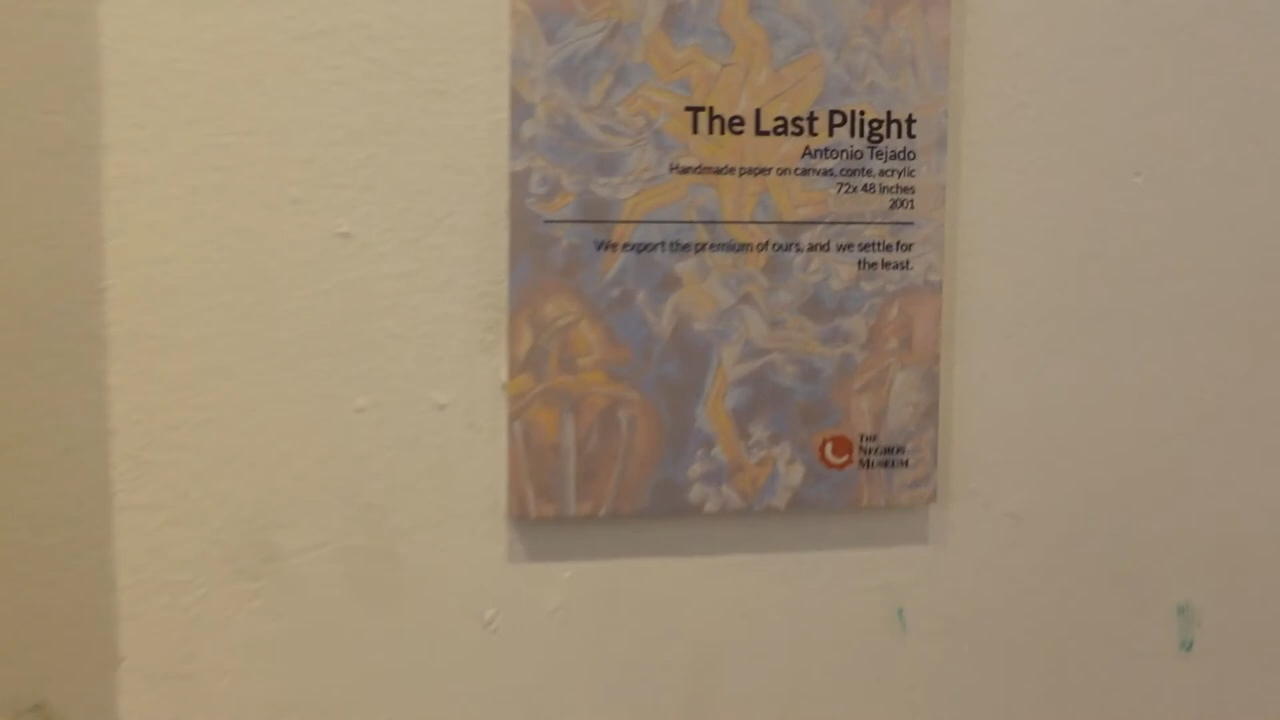 The Last Plight
Antonio Tejado
Handmade paper on canvas, conte, acrylic
72x 48 inches
2001
We export the premium of ours, and we settle for
the least.
THE
NEGROS
MUSEUM